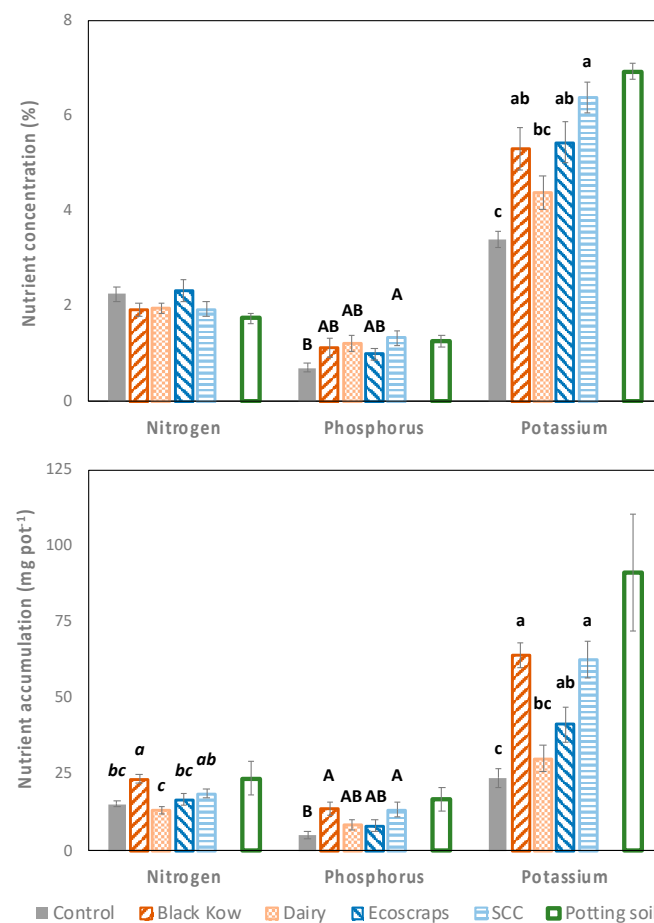 8
a
ab
ab
6
bc
Nutrient concentration (%)
c
4
2
A
AB
AB
AB
B
0
Nitrogen
Phosphorus
Potassium
125
Nutrient accumulation (mg pot-1)
100
75
a
a
50
ab
bc
c
25
a
ab
bc
bc
c
A
A
AB
AB
B
0
Nitrogen
Phosphorus
Potassium
Control Black Kow Dairy Ecoscraps SCC Potting soi